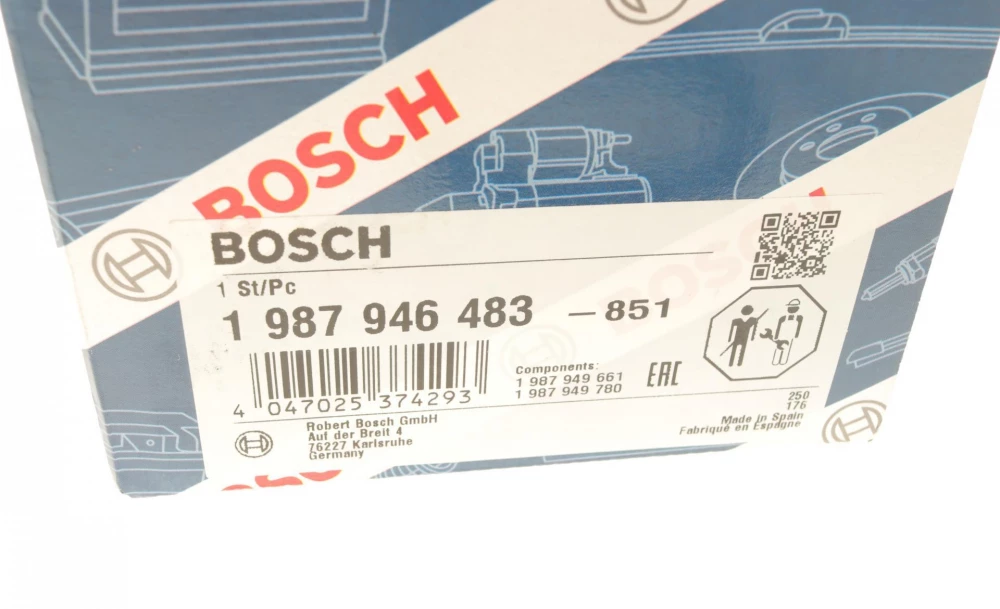 BOSCH
BOSCH
1 St/Pc
1 987 946 483 – 851
Components:
1 987 949 661
1 987 949 780
EAC
4 047025 374293
250
176
Robert Bosch GmbH
Auf der Breit 4
76227 Karlsruhe
Germany
Made in Spain
Fabriqué en Espagne